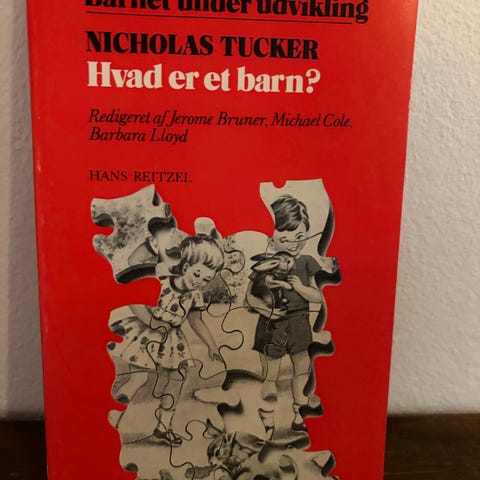 Barnet under udvikling
NICHOLAS TUCKER
Hvad er et barn?
Redigeret af Jerome Bruner, Michael Cole,
Barbara Lloyd
HANS REITZEL